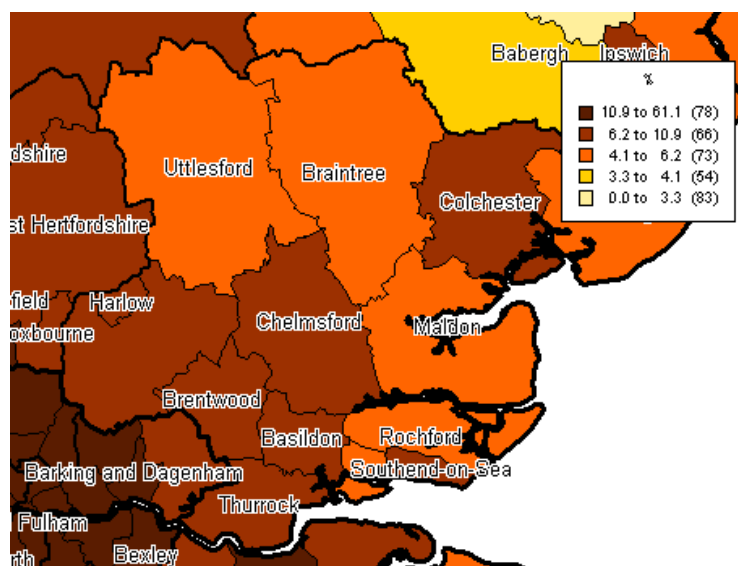 Babergh
Ipswich
%
10.9 to 61.1 (78)
6.2 to 10.9 (66)
4.1 to 6.2 (73)
3.3 to 4.1 (54)
0.0 to 3.3 (83)
dshire
Uttlesford
Braintree
Colchester
st Hertfordshire
field
Harlow
oxbourne
Chelmsford
Maldon
Brentwood
Basildon
Rochford
Barking and Dagenham
Southend-on-Sea
Thurrock
Fulham
rth
Bexley